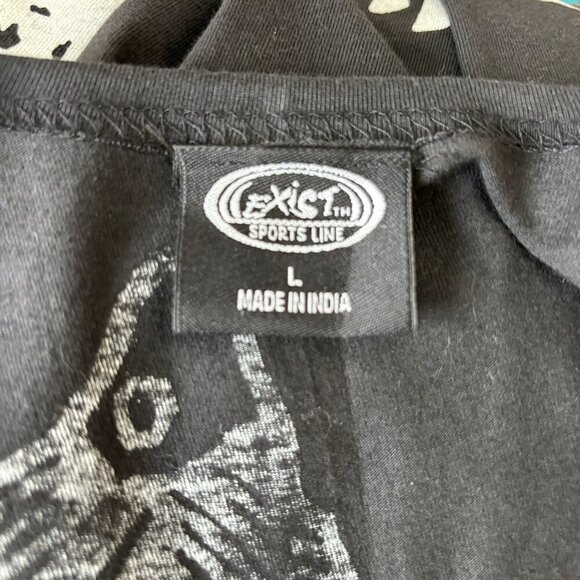 EXiST TM
SPORTS LINE
L
MADE IN INDIA